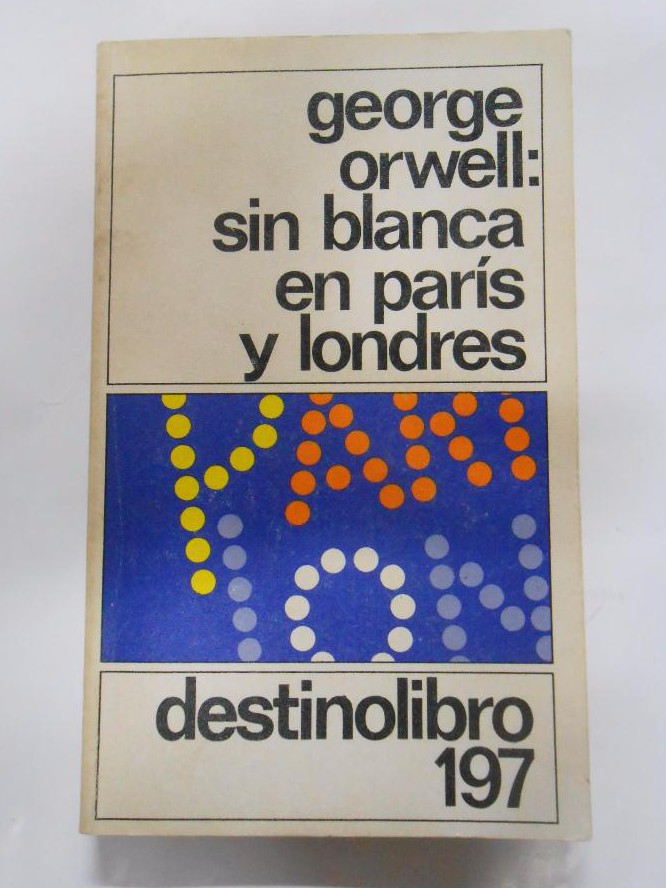 george
orwell:
sin blanca
en parís
y londres
destinolibro
197